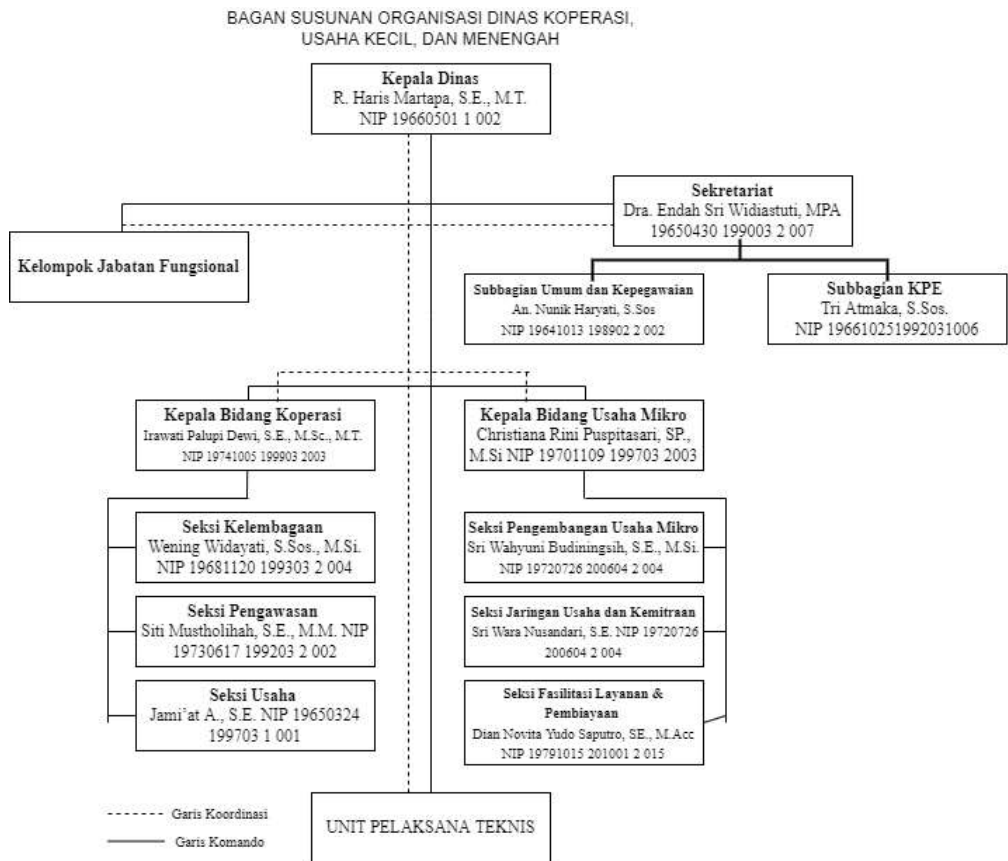 BAGAN SUSUNAN ORGANISASI DINAS KOPERASI,
USAHA KECIL, DAN MENENGAH
Kepala Dinas
R. Haris Martapa, S.E., M.T.
NIP 19660501 1 002
Sekretariat
Dra. Endah Sri Widiastuti, MPA
19650430 199003 2 007
Kelompok Jabatan Fungsional
Subbagian Umum dan Kepegawaian
An. Nunik Haryati, S.Sos
NIP 19641013 198902 2 002
Subbagian KPE
Tri Atmaka, S.Sos.
NIP 196610251992031006
Kepala Bidang Koperasi
Irawati Palupi Dewi, S.E., M.Sc., M.T.
NIP 19741005 199903 2003
Kepala Bidang Usaha Mikro
Christiana Rini Puspitasari, SP.,
M.Si NIP 19701109 199703 2003
Seksi Kelembagaan
Wening Widayati, S.Sos., M.Si.
NIP 19681120 199303 2 004
Seksi Pengembangan Usaha Mikro
Sri Wahyuni Budiningsih, S.E., M.Si.
NIP 19720726 200604 2 004
Seksi Pengawasan
Siti Mustholihah, S.E., M.M. NIP
19730617 199203 2 002
Seksi Jaringan Usaha dan Kemitraan
Sri Wara Nusandari, S.E. NIP 19720726
200604 2 004
Seksi Usaha
Jami’at A., S.E. NIP 19650324
199703 1 001
Seksi Fasilitasi Layanan &
Pembiayaan
Dian Novita Yudo Saputro, SE., M.Acc
NIP 19791015 201001 2 015
Garis Koordinasi
Garis Komando
UNIT PELAKSANA TEKNIS